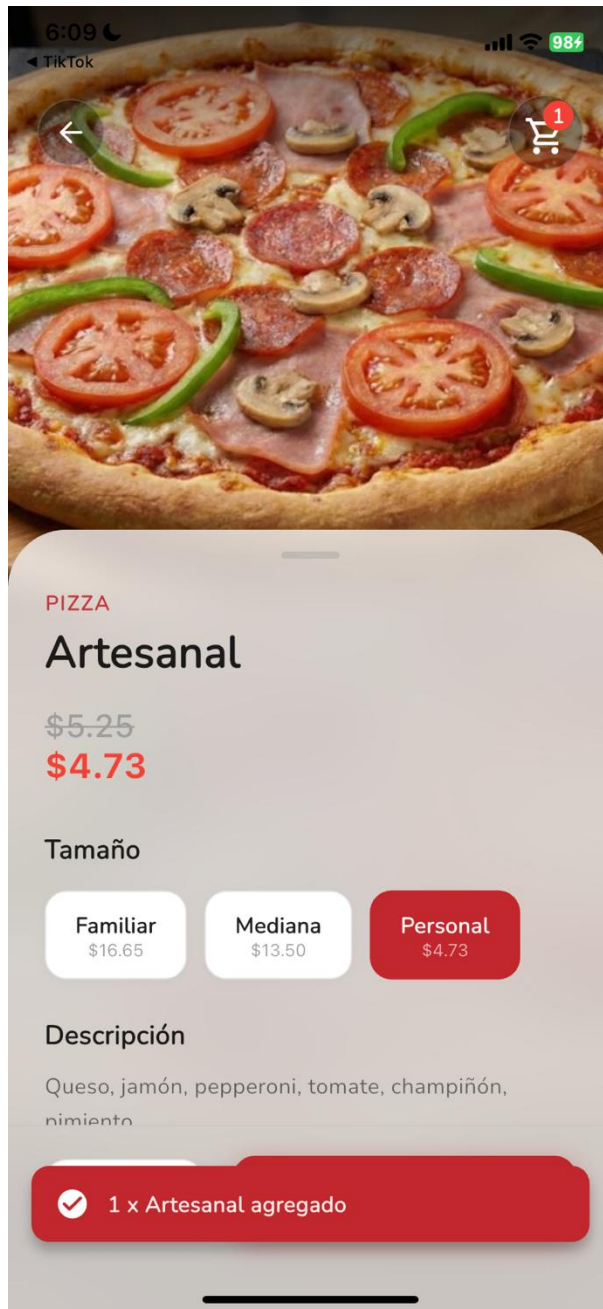 6:09
98
◀ TikTok
1
PIZZA
Artesanal
$5.25
$4.73
Tamaño
Familiar
$16.65
Mediana
$13.50
Personal
$4.73
Descripción
Queso, jamón, pepperoni, tomate, champiñón,
pimiento
1 x Artesanal agregado